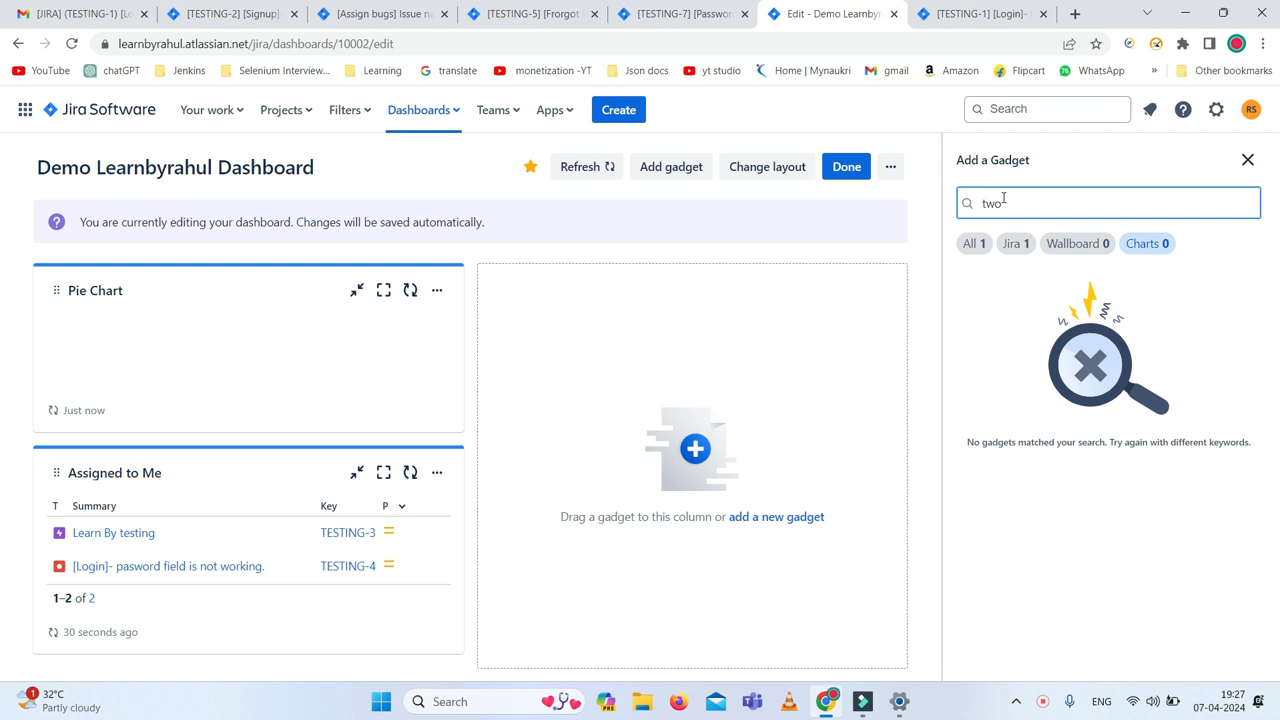 [JIRA] (TESTING-1) [Lo
[TESTING-2] [Signup]-
[Assign bugs] Issue na
[TESTING-5] [Frorgot
[TESTING-7] [Passwor
Edit - Demo Learnbyra
[TESTING-1] [Login]-
learnbyrahul.atlassian.net/jira/dashboards/10002/edit
YouTube
chatGPT
Jenkins
Selenium Interview...
Learning
translate
monetization -YT
Json docs
yt studio
Home | Mynaukri
gmail
Amazon
Flipcart
WhatsApp
»
Other bookmarks
Jira Software
Your work
Projects
Filters
Dashboards
Teams
Apps
Create
Search
RS
Demo Learnbyrahul Dashboard
Refresh
Add gadget
Change layout
Done
Add a Gadget
two
You are currently editing your dashboard. Changes will be saved automatically.
All 1
Jira 1
Wallboard 0
Charts 0
Pie Chart
Just now
No gadgets matched your search. Try again with different keywords.
Assigned to Me
T Summary Key P
Learn By testing TESTING-3
[Login]- pasword field is not working. TESTING-4
1–2 of 2
30 seconds ago
Drag a gadget to this column or add a new gadget
1
32°C
Partly cloudy
Search
PRE
ENG
19:27
07-04-2024